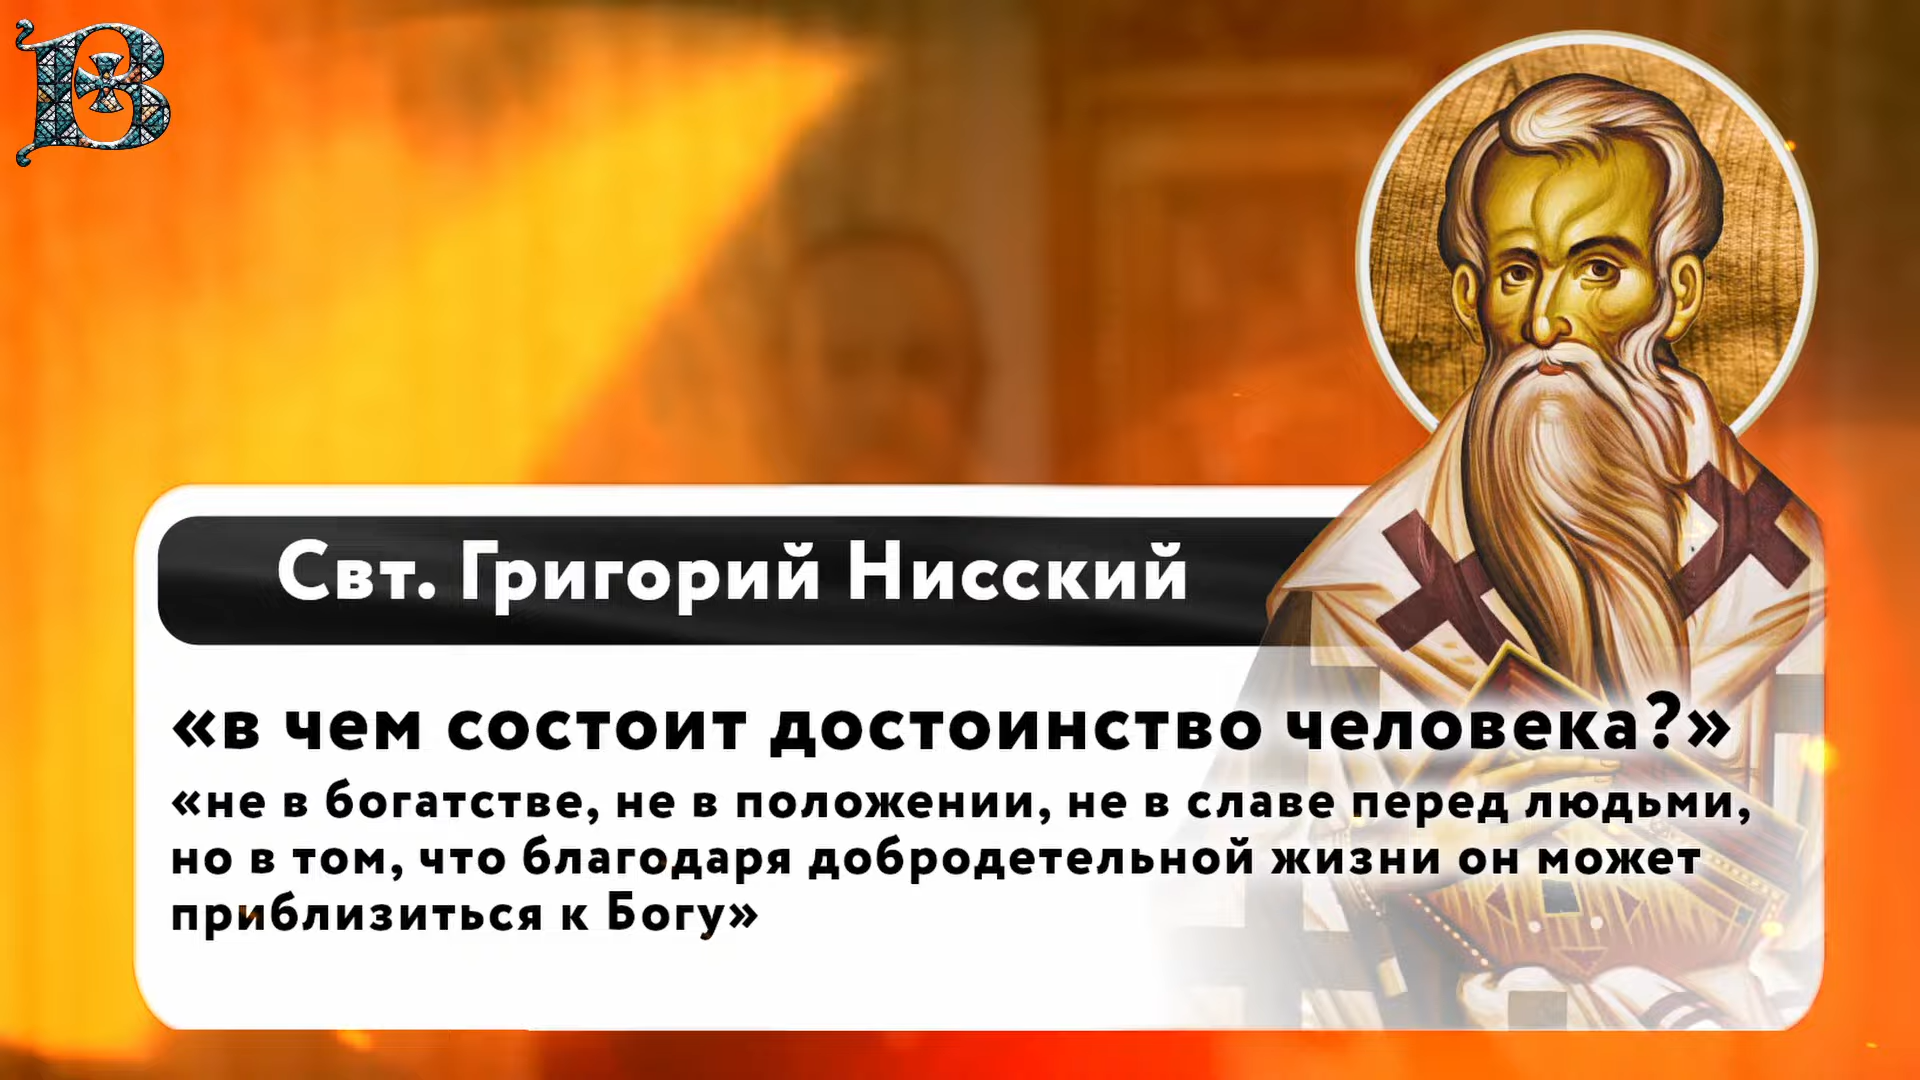 В
Свт. Григорий Нисский
«в чем состоит достоинство человека?»
«не в богатстве, не в положении, не в славе перед людьми,
но в том, что благодаря добродетельной жизни он может
приблизиться к Богу»